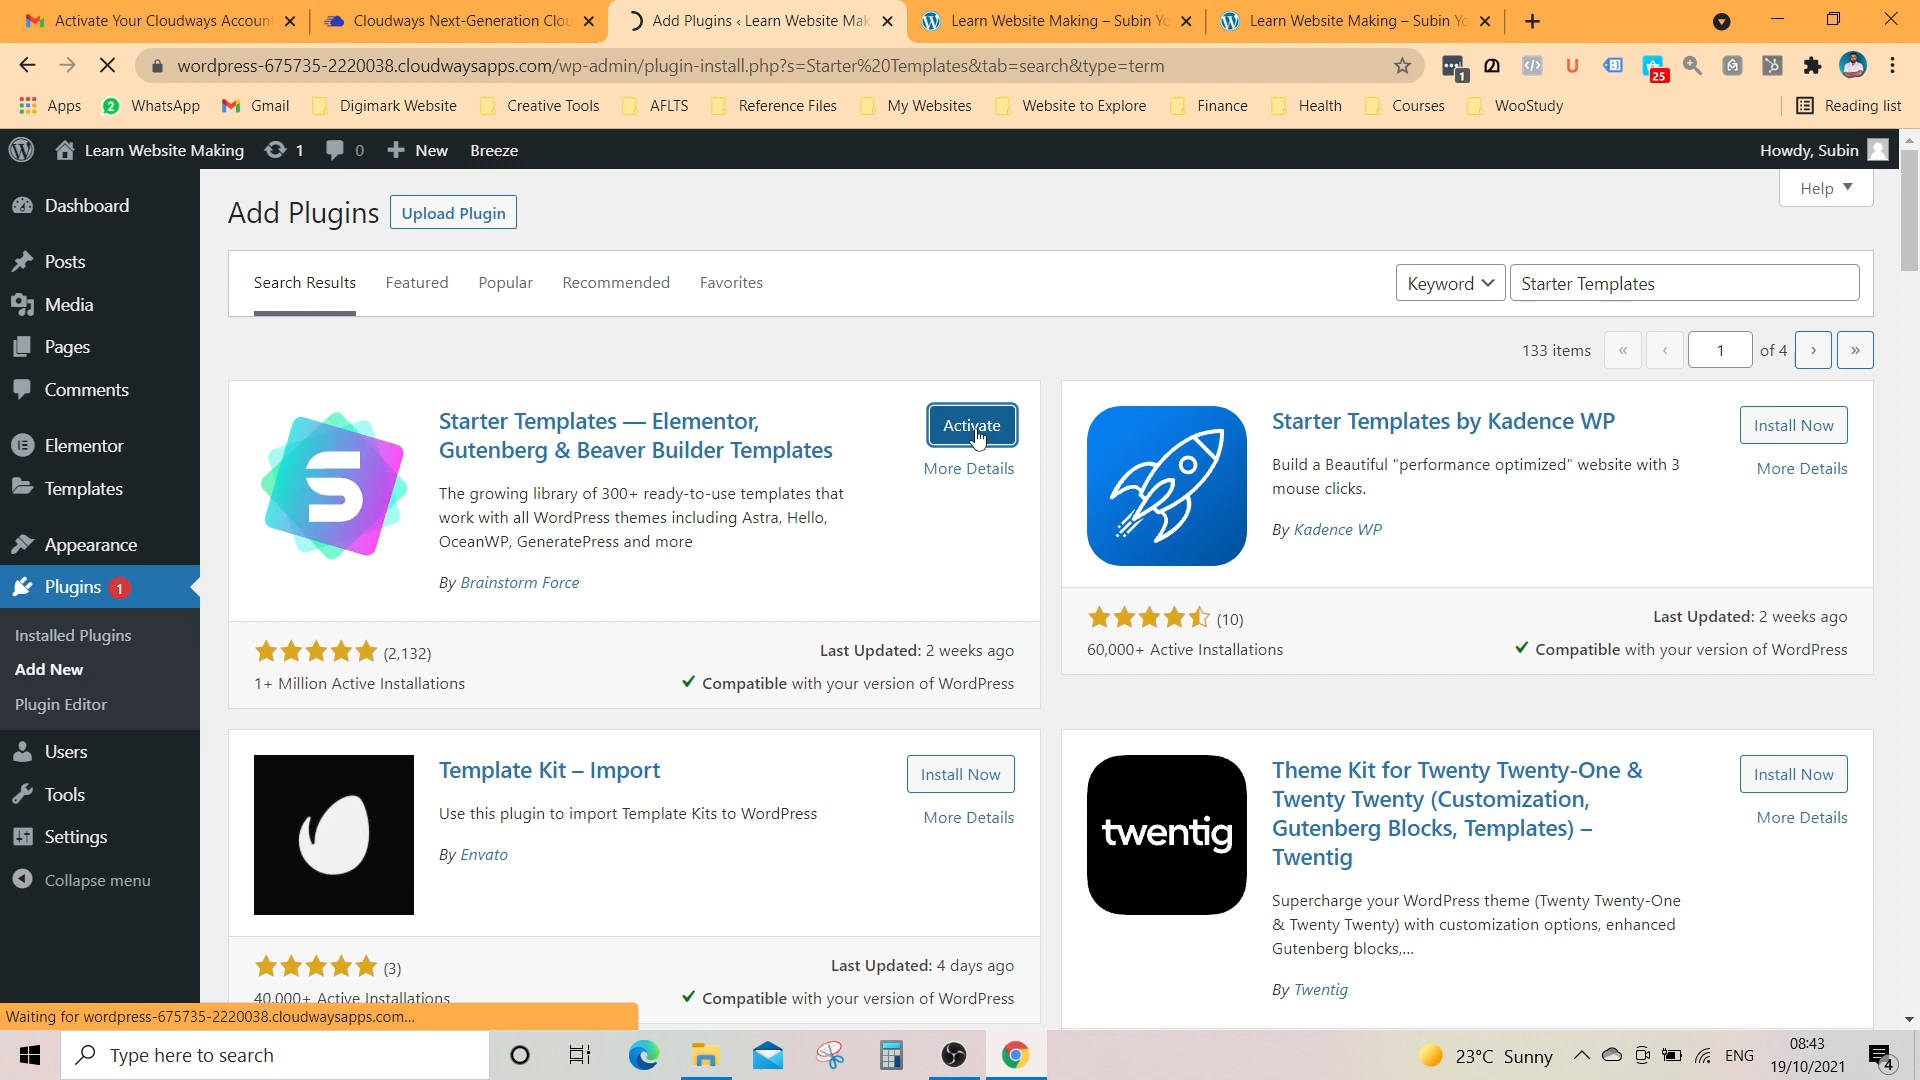 Activate Your Cloudways Accoun
Cloudways Next-Generation Clou
Add Plugins ‹ Learn Website Mak
Learn Website Making – Subin Yo
Learn Website Making – Subin Yo
wordpress-675735-2220038.cloudwaysapps.com/wp-admin/plugin-install.php?s=Starter%20Templates&tab=search&type=term
1
25
Apps
2 WhatsApp
Gmail
Digimark Website
Creative Tools
AFLTS
Reference Files
My Websites
Website to Explore
Finance
Health
Courses
WooStudy
Reading list
Learn Website Making
1
0
New
Breeze
Howdy, Subin
Dashboard
Posts
Media
Pages
Comments
Elementor
Templates
Appearance
Plugins 1
Installed Plugins
Add New
Plugin Editor
Users
Tools
Settings
Collapse menu
Help
Add Plugins
Upload Plugin
Search Results
Featured
Popular
Recommended
Favorites
Keyword
Starter Templates
133 items
«
‹
1
of 4
›
»
Starter Templates — Elementor,
Gutenberg & Beaver Builder Templates
Activate
More Details
The growing library of 300+ ready-to-use templates that
work with all WordPress themes including Astra, Hello,
OceanWP, GeneratePress and more
By Brainstorm Force
(2,132)
Last Updated: 2 weeks ago
1+ Million Active Installations
Compatible with your version of WordPress
Starter Templates by Kadence WP
Install Now
More Details
Build a Beautiful "performance optimized" website with 3
mouse clicks.
By Kadence WP
(10)
Last Updated: 2 weeks ago
60,000+ Active Installations
Compatible with your version of WordPress
Template Kit – Import
Install Now
More Details
Use this plugin to import Template Kits to WordPress
By Envato
(3)
Last Updated: 4 days ago
40,000+ Active Installations
Compatible with your version of WordPress
twentig
Theme Kit for Twenty Twenty-One &
Twenty Twenty (Customization,
Gutenberg Blocks, Templates) –
Twentig
Install Now
More Details
Supercharge your WordPress theme (Twenty Twenty-One
& Twenty Twenty) with customization options, enhanced
Gutenberg blocks,...
By Twentig
Waiting for wordpress-675735-2220038.cloudwaysapps.com...
Type here to search
23°C Sunny
ENG
08:43
19/10/2021
4